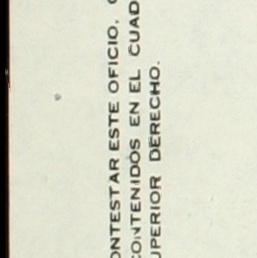 ONTESTAR ESTE OFICIO,
CONTENIDOS EN EL CUAD
UPERIOR DERECHO.